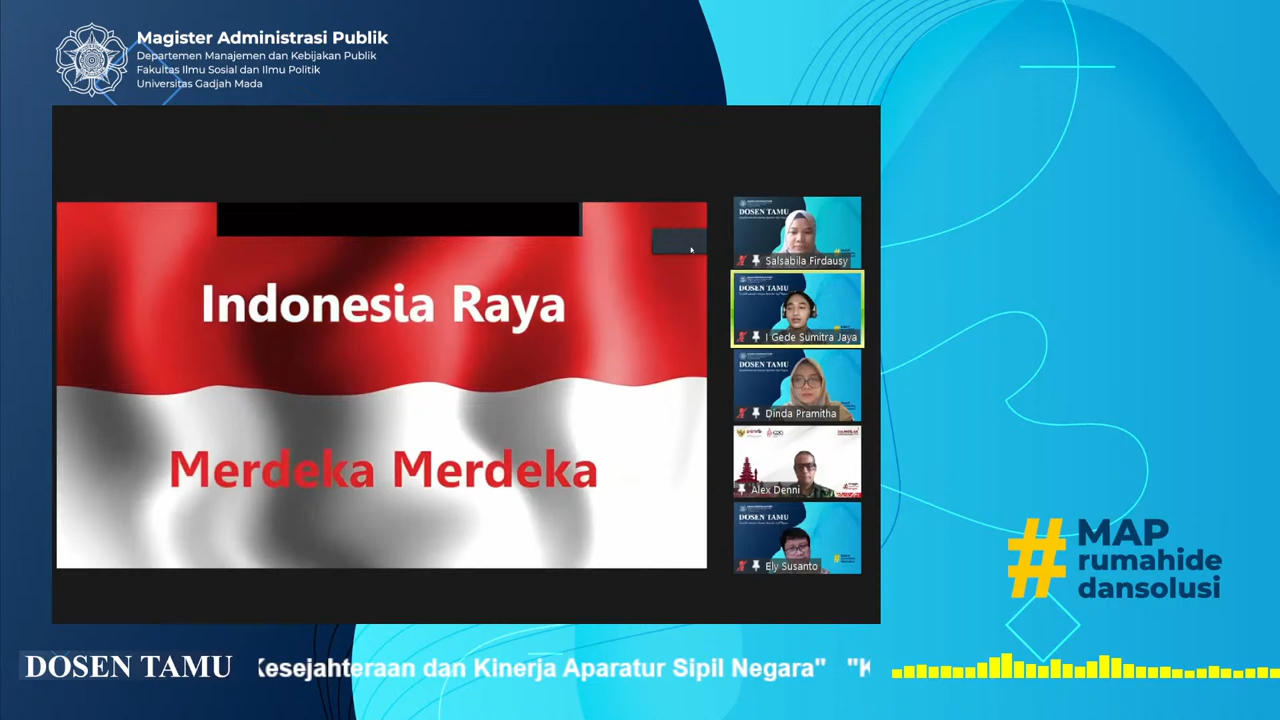 Magister Administrasi Publik
Departemen Manajemen dan Kebijakan Publik
Fakultas Ilmu Sosial dan Ilmu Politik
Universitas Gadjah Mada
Indonesia Raya
Merdeka Merdeka
DOSEN TAMU
Salsabila Firdausy
DOSEN TAMU
I Gede Sumitra Jaya
DOSEN TAMU
Dinda Pramitha
Alex Denni
DOSEN TAMU
Ely Susanto
#MAP
rumahide
dansolusi
DOSEN TAMU
Kesejahteraan dan Kinerja Aparatur Sipil Negara" "K